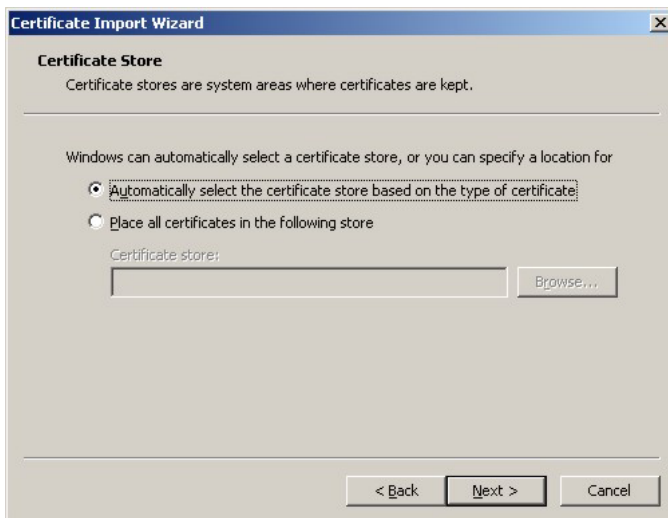 Certificate Import Wizard
Certificate Store
Certificate stores are system areas where certificates are kept.
Windows can automatically select a certificate store, or you can specify a location for
Automatically select the certificate store based on the type of certificate
Place all certificates in the following store
Certificate store:
Browse...
< Back
Next >
Cancel